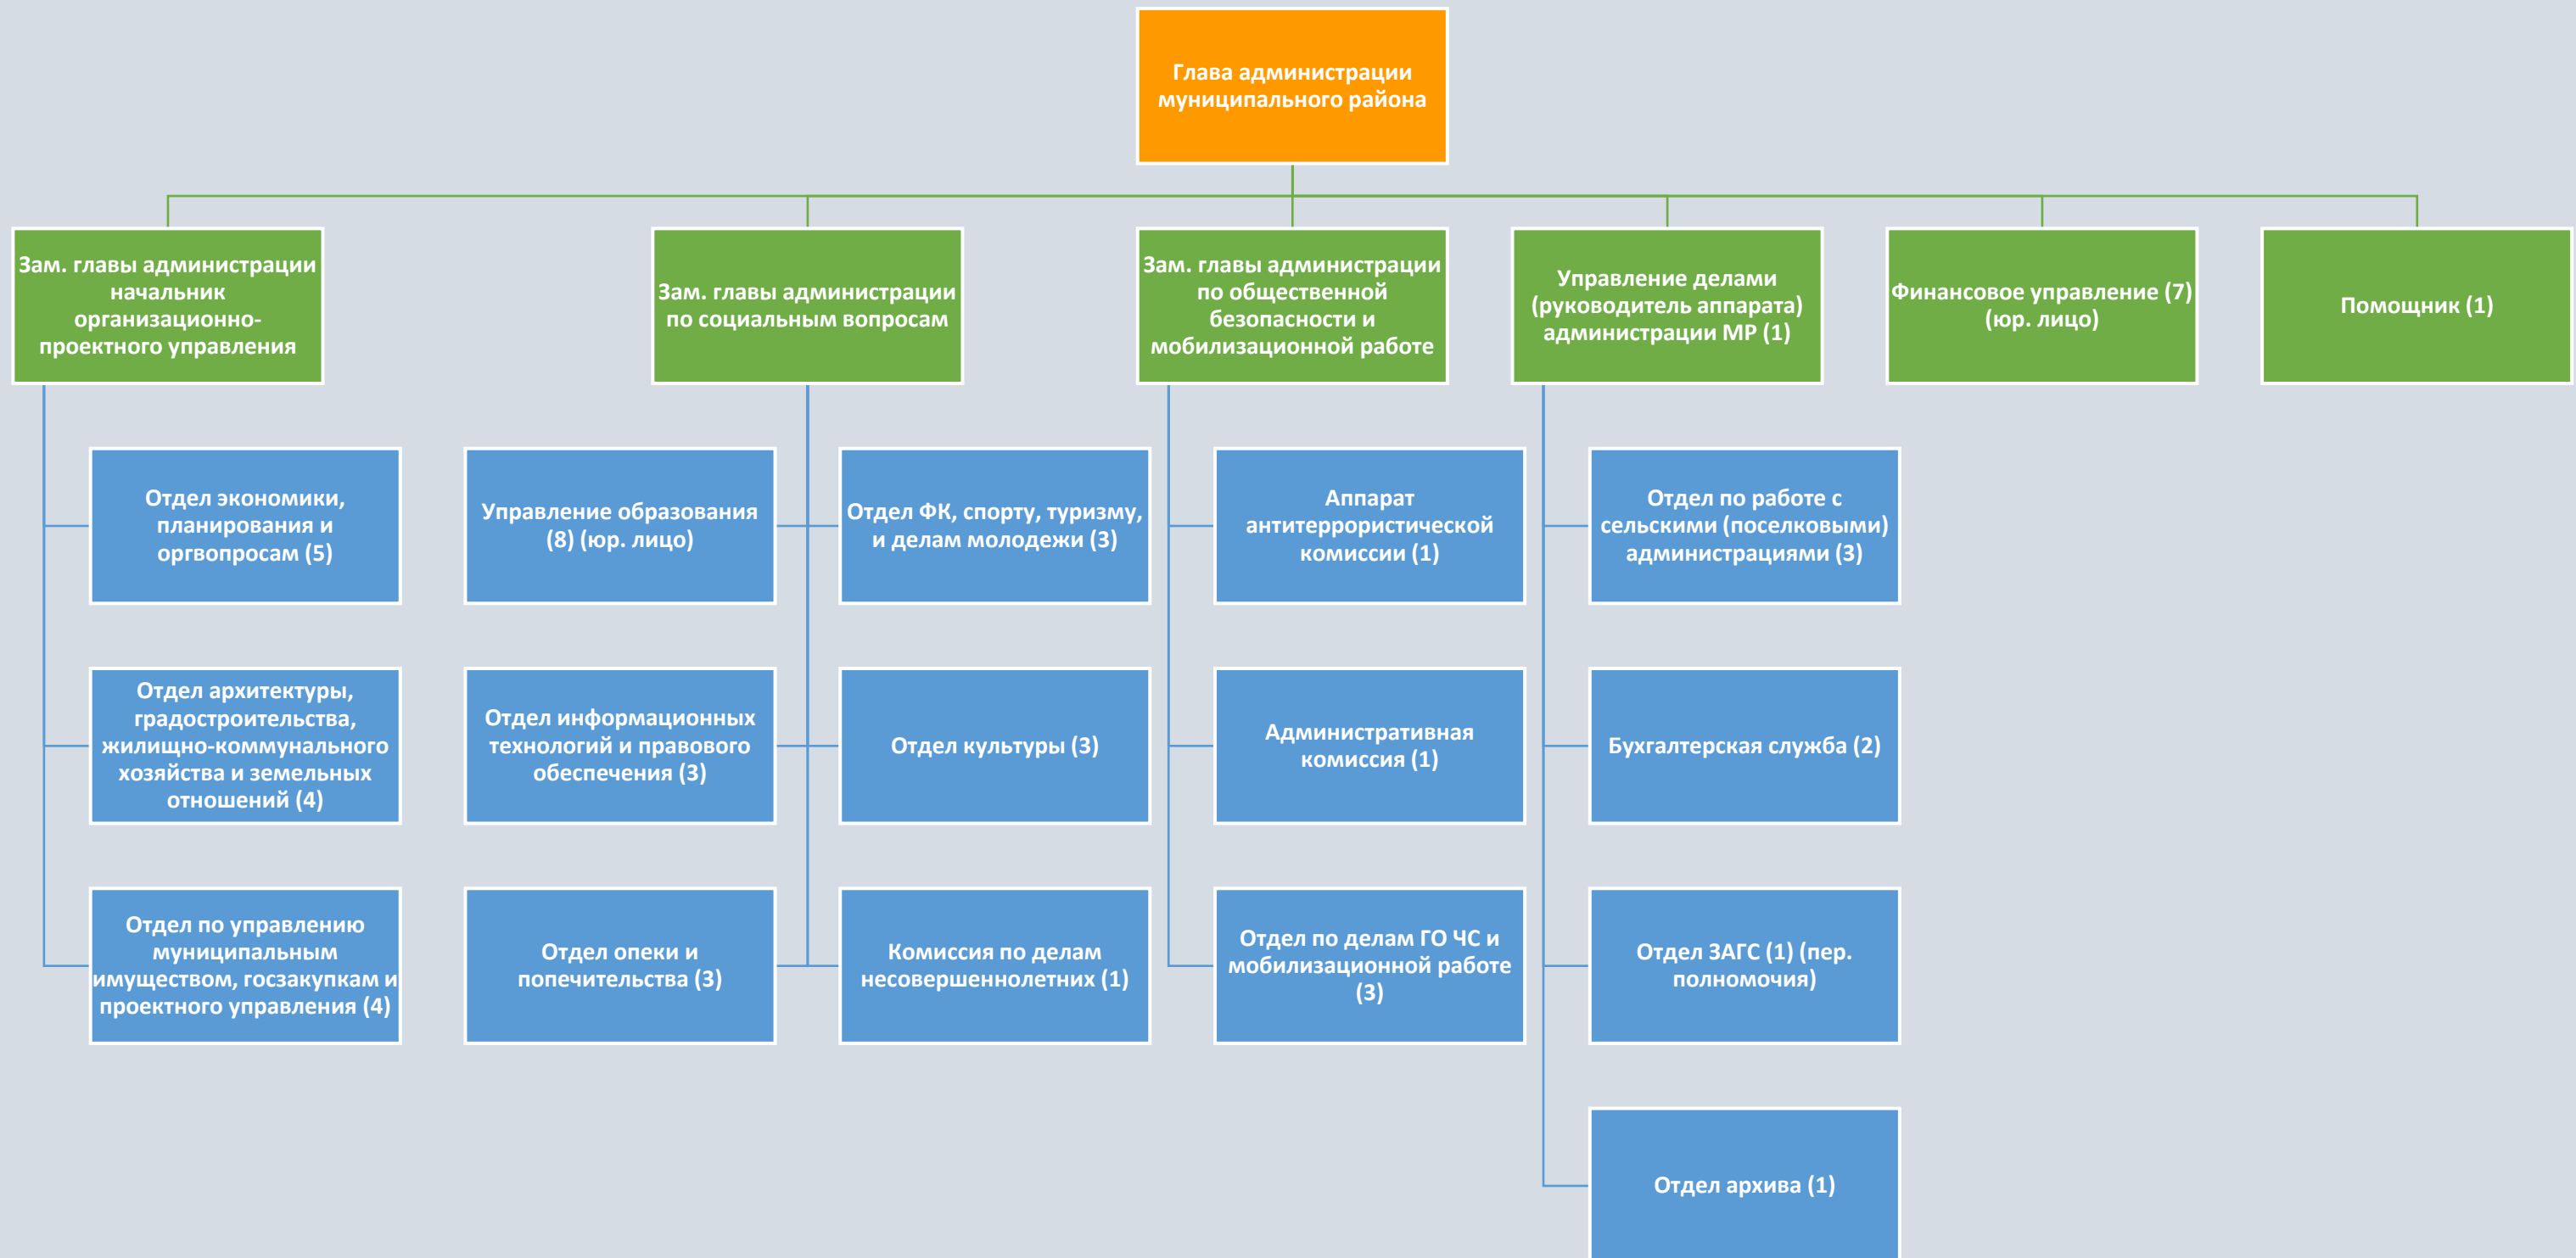 Глава администрации
муниципального района
Зам. главы администрации
начальник
организационно-
проектного управления
Зам. главы администрации
по социальным вопросам
Зам. главы администрации
по общественной
безопасности и
мобилизационной работе
Управление делами
(руководитель аппарата)
администрации МР (1)
Финансовое управление (7)
(юр. лицо)
Помощник (1)
Отдел экономики,
планирования и
оргвопросам (5)
Управление образования
(8) (юр. лицо)
Отдел ФК, спорту, туризму,
и делам молодежи (3)
Аппарат
антитеррористической
комиссии (1)
Отдел по работе с
сельскими (поселковыми)
администрациями (3)
Отдел архитектуры,
градостроительства,
жилищно-коммунального
хозяйства и земельных
отношений (4)
Отдел информационных
технологий и правового
обеспечения (3)
Отдел культуры (3)
Административная
комиссия (1)
Бухгалтерская служба (2)
Отдел по управлению
муниципальным
имуществом, госзакупкам и
проектного управления (4)
Отдел опеки и
попечительства (3)
Комиссия по делам
несовершеннолетних (1)
Отдел по делам ГО ЧС и
мобилизационной работе
(3)
Отдел ЗАГС (1) (пер.
полномочия)
Отдел архива (1)